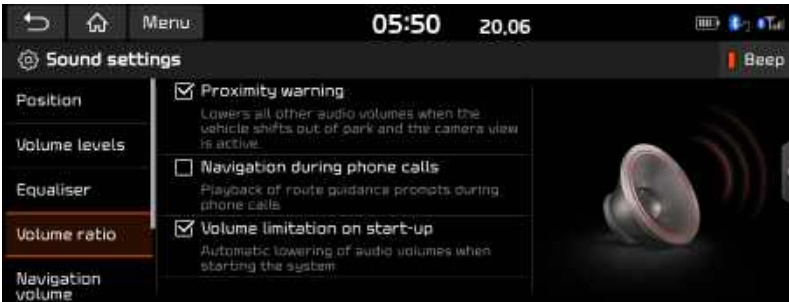 Menu
05:50
20.06
Sound settings
Beep
Position
Volume levels
Equaliser
Volume ratio
Navigation
volume
Proximity warning
Lowers all other audio volumes when the
vehicle shifts out of park and the camera view
is active.
Navigation during phone calls
Playback of route guidance prompts during
phone calls
Volume limitation on start-up
Automatic lowering of audio volumes when
starting the system